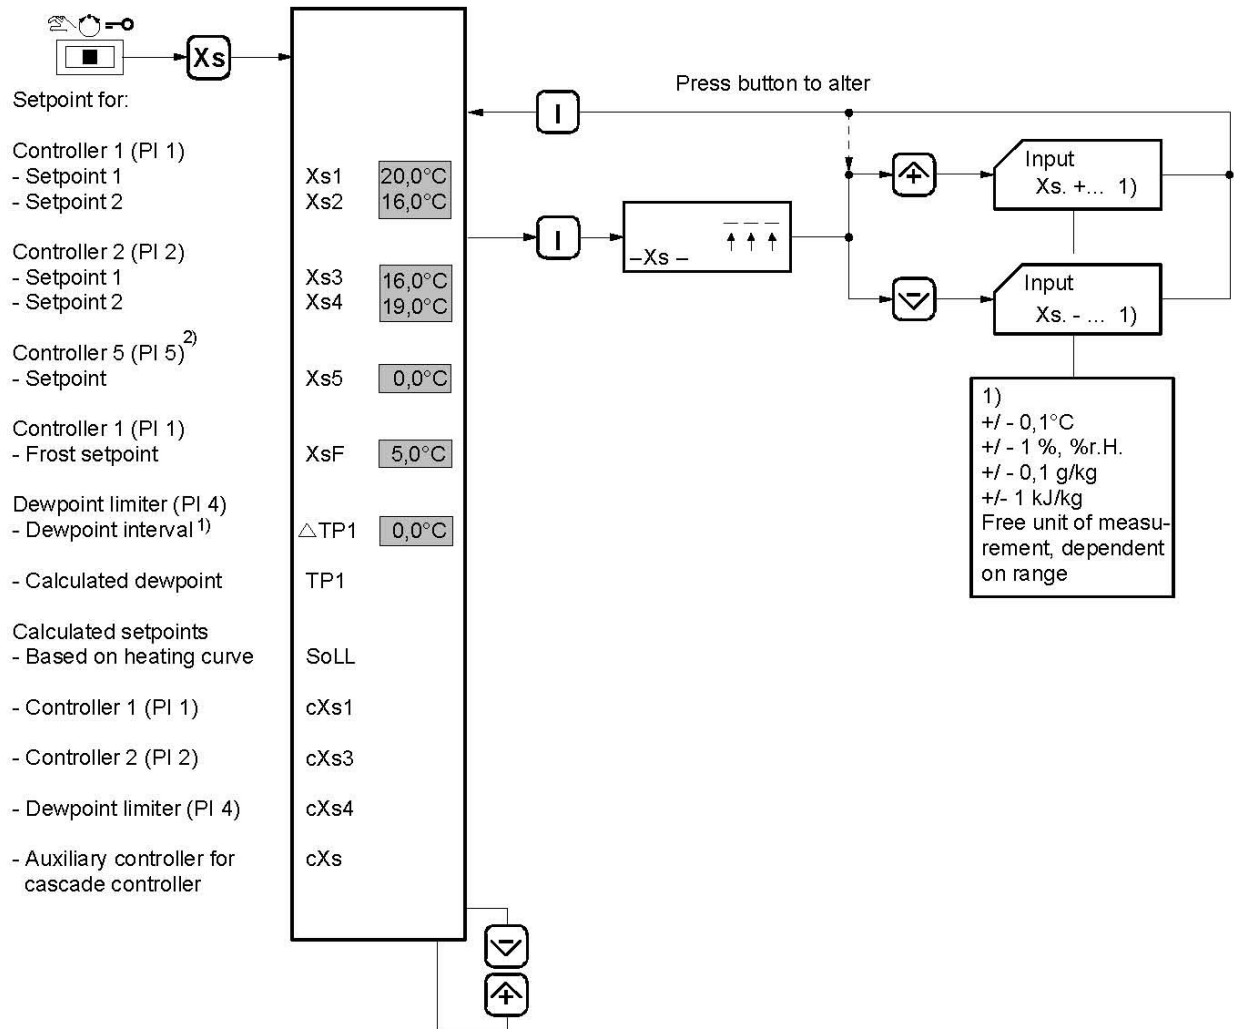 Xs
Setpoint for:
Controller 1 (PI 1)
- Setpoint 1 Xs1 20,0°C
- Setpoint 2 Xs2 16,0°C
Controller 2 (PI 2)
- Setpoint 1 Xs3 16,0°C
- Setpoint 2 Xs4 19,0°C
Controller 5 (PI 5) 2)
- Setpoint Xs5 0,0°C
Controller 1 (PI 1)
- Frost setpoint XsF 5,0°C
Dewpoint limiter (PI 4)
- Dewpoint interval 1) △TP1 0,0°C
- Calculated dewpoint TP1
Calculated setpoints
- Based on heating curve SoLL
- Controller 1 (PI 1) cXs1
- Controller 2 (PI 2) cXs3
- Dewpoint limiter (PI 4) cXs4
- Auxiliary controller for cXs
cascade controller
Press button to alter
I
I
–Xs –
+
Input
Xs. +... 1)
-
Input
Xs. - ... 1)
1)
+/ - 0,1°C
+/ - 1 %, %r.H.
+/ - 0,1 g/kg
+/- 1 kJ/kg
Free unit of measu-
rement, dependent
on range
-
+